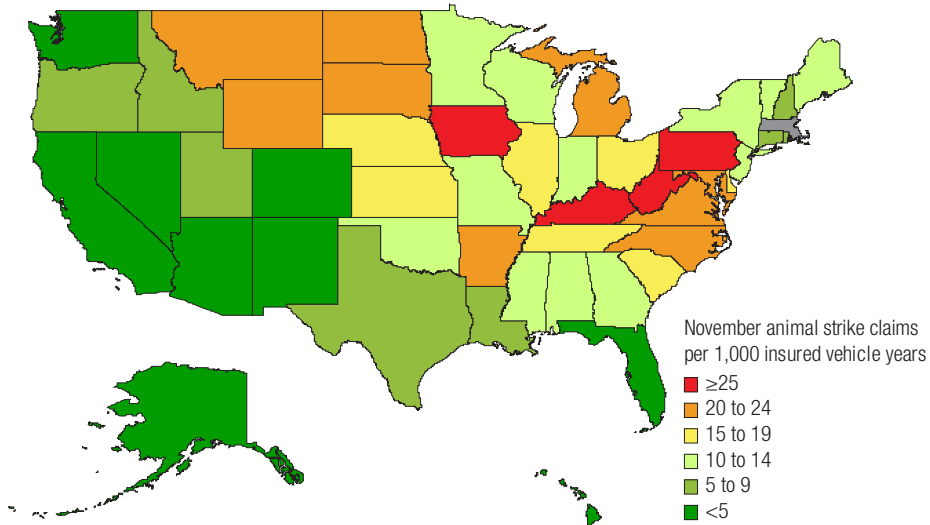 November animal strike claims
per 1,000 insured vehicle years
≥25
20 to 24
15 to 19
10 to 14
5 to 9
<5